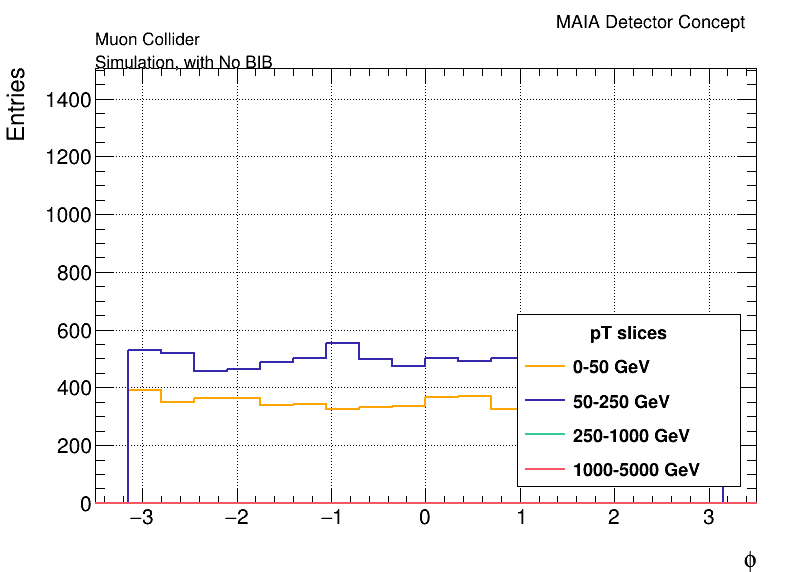 MAIA Detector Concept
Muon Collider
Simulation, with No BIB
Entries
1400
1200
1000
800
600
400
200
0
pT slices
0-50 GeV
50-250 GeV
250-1000 GeV
1000-5000 GeV
−3 −2 −1 0 1 2 3
ϕ